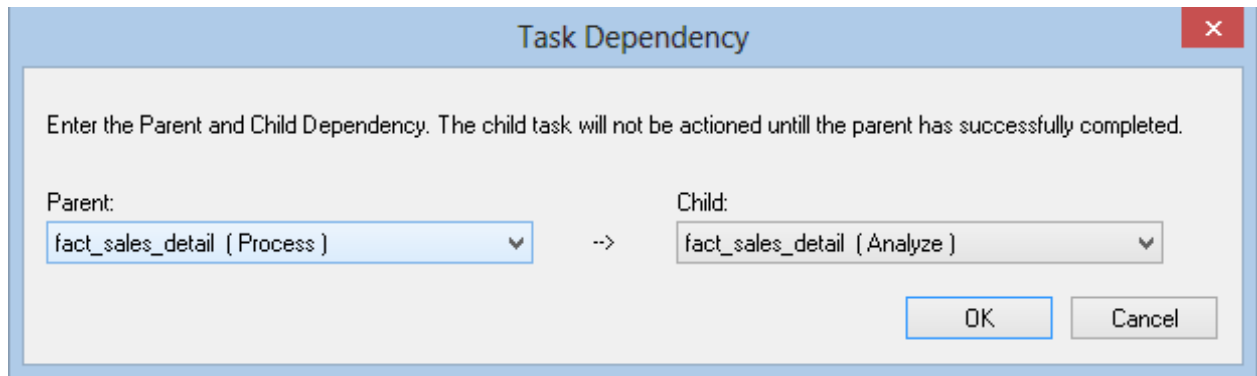 Task Dependency
×
Enter the Parent and Child Dependency. The child task will not be actioned untill the parent has successfully completed.
Parent: Child:
fact_sales_detail ( Process ) --> fact_sales_detail ( Analyze )
OK Cancel